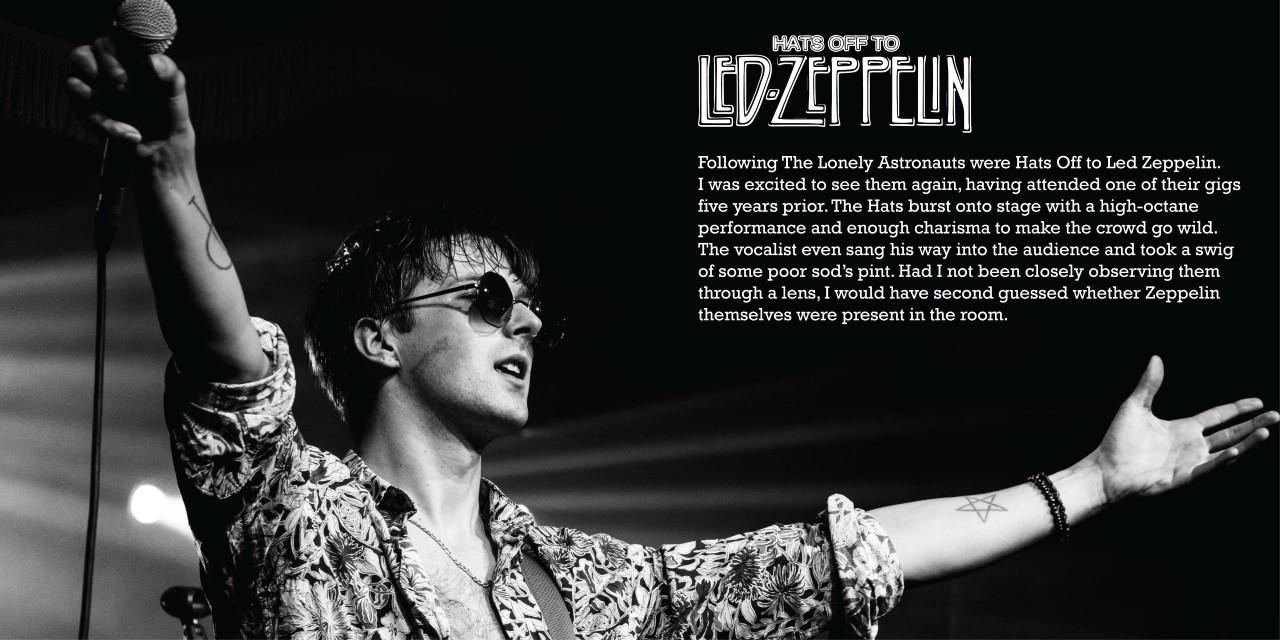 HATS OFF TO
LED·ZEPPELIN
Following The Lonely Astronauts were Hats Off to Led Zeppelin.
I was excited to see them again, having attended one of their gigs
five years prior. The Hats burst onto stage with a high-octane
performance and enough charisma to make the crowd go wild.
The vocalist even sang his way into the audience and took a swig
of some poor sod’s pint. Had I not been closely observing them
through a lens, I would have second guessed whether Zeppelin
themselves were present in the room.